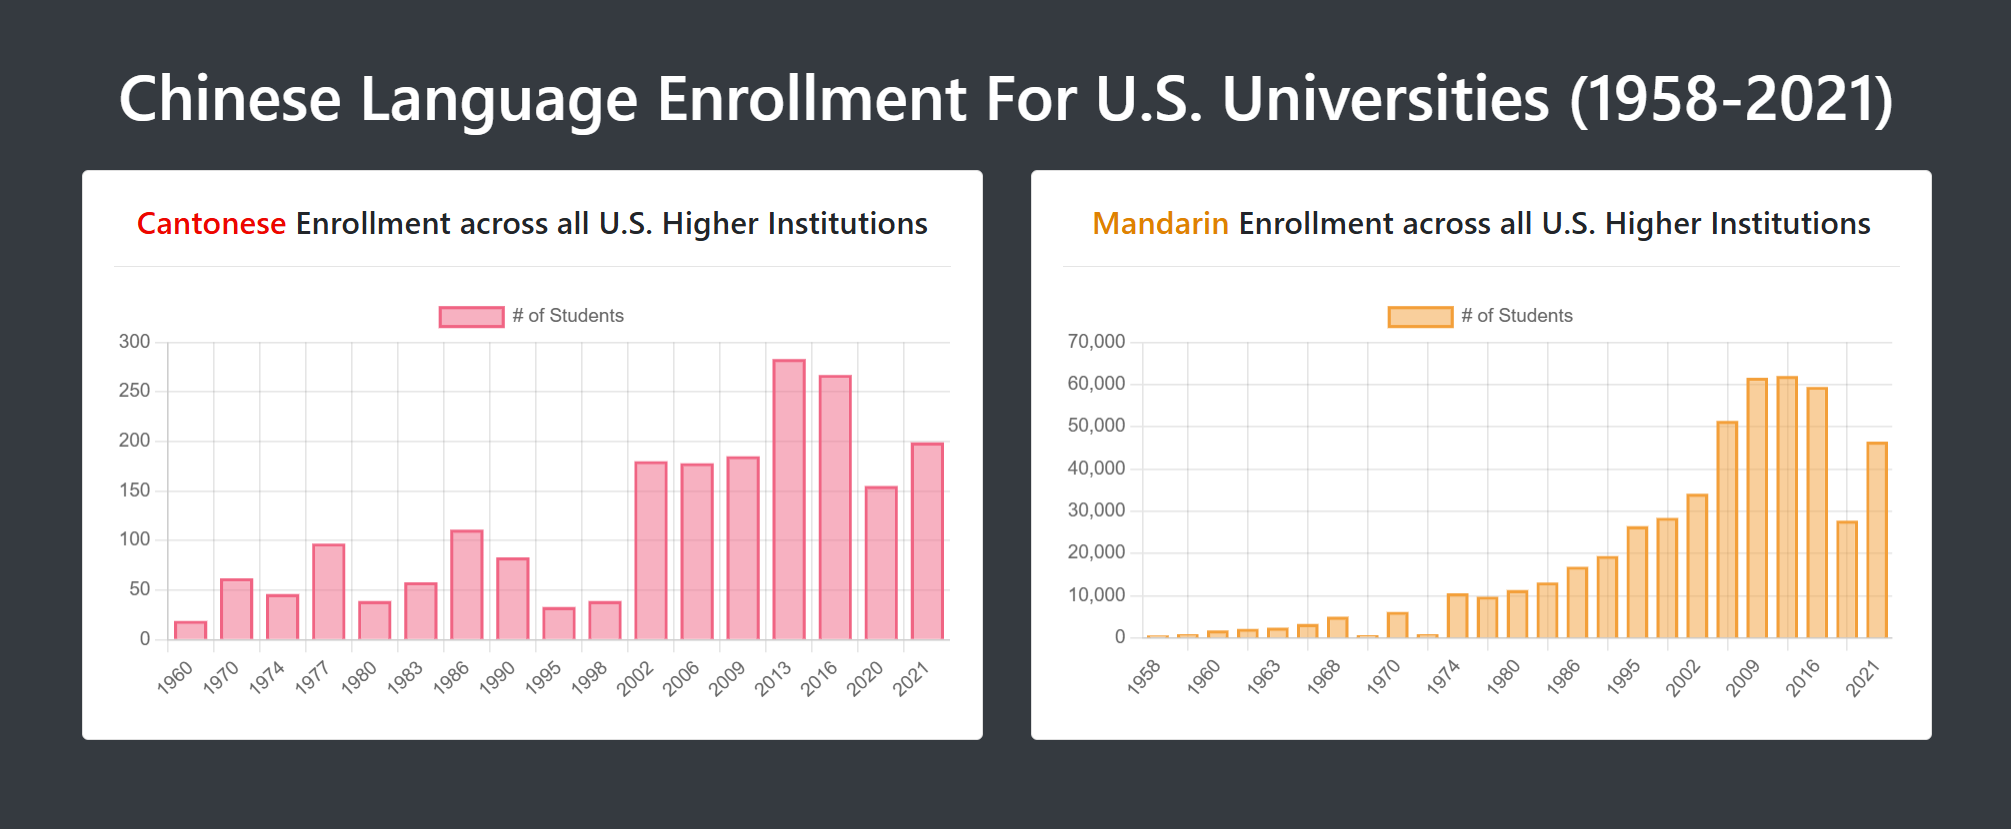 Chinese Language Enrollment For U.S. Universities (1958-2021)
Cantonese Enrollment across all U.S. Higher Institutions
# of Students
300
250
200
150
100
50
0
1960 1970 1974 1977 1980 1983 1986 1990 1995 1998 2002 2006 2009 2013 2016 2020 2021
Mandarin Enrollment across all U.S. Higher Institutions
# of Students
70,000
60,000
50,000
40,000
30,000
20,000
10,000
0
1958 1960 1963 1968 1970 1974 1980 1986 1995 2002 2009 2016 2021